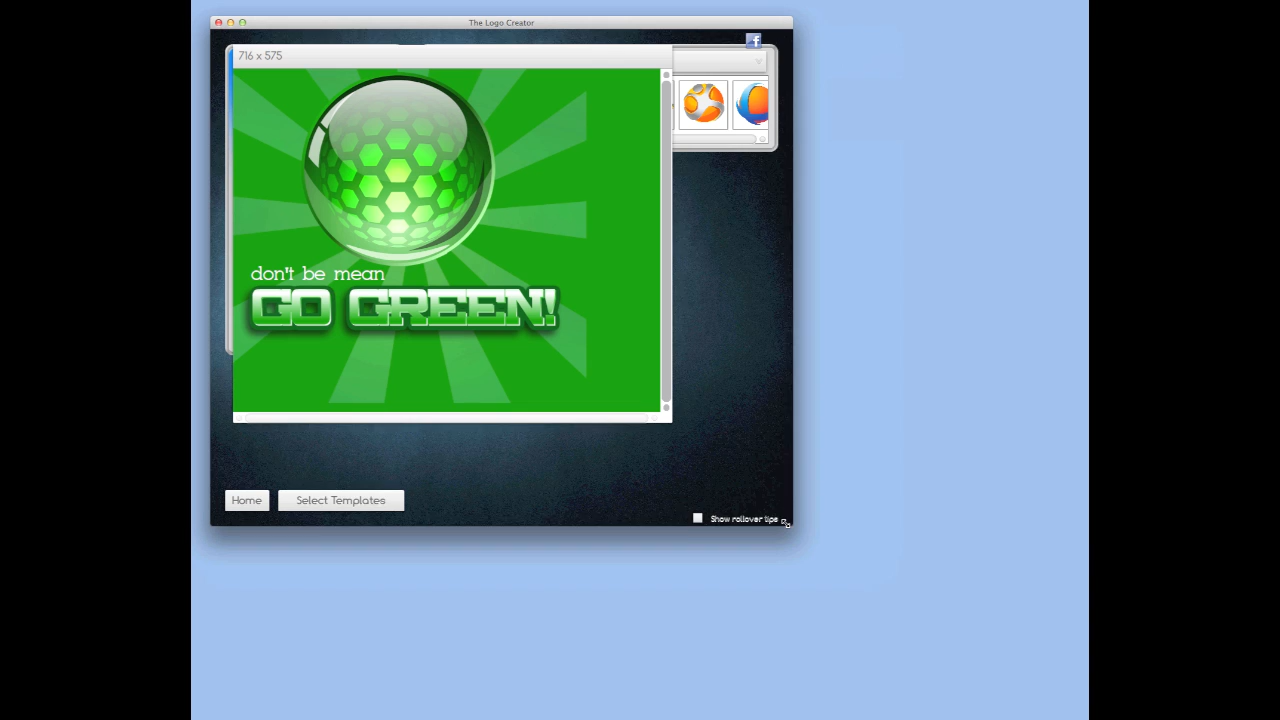 The Logo Creator
716 x 575
f
don't be mean
GO GREEN!
Home
Select Templates
Show rollover tips